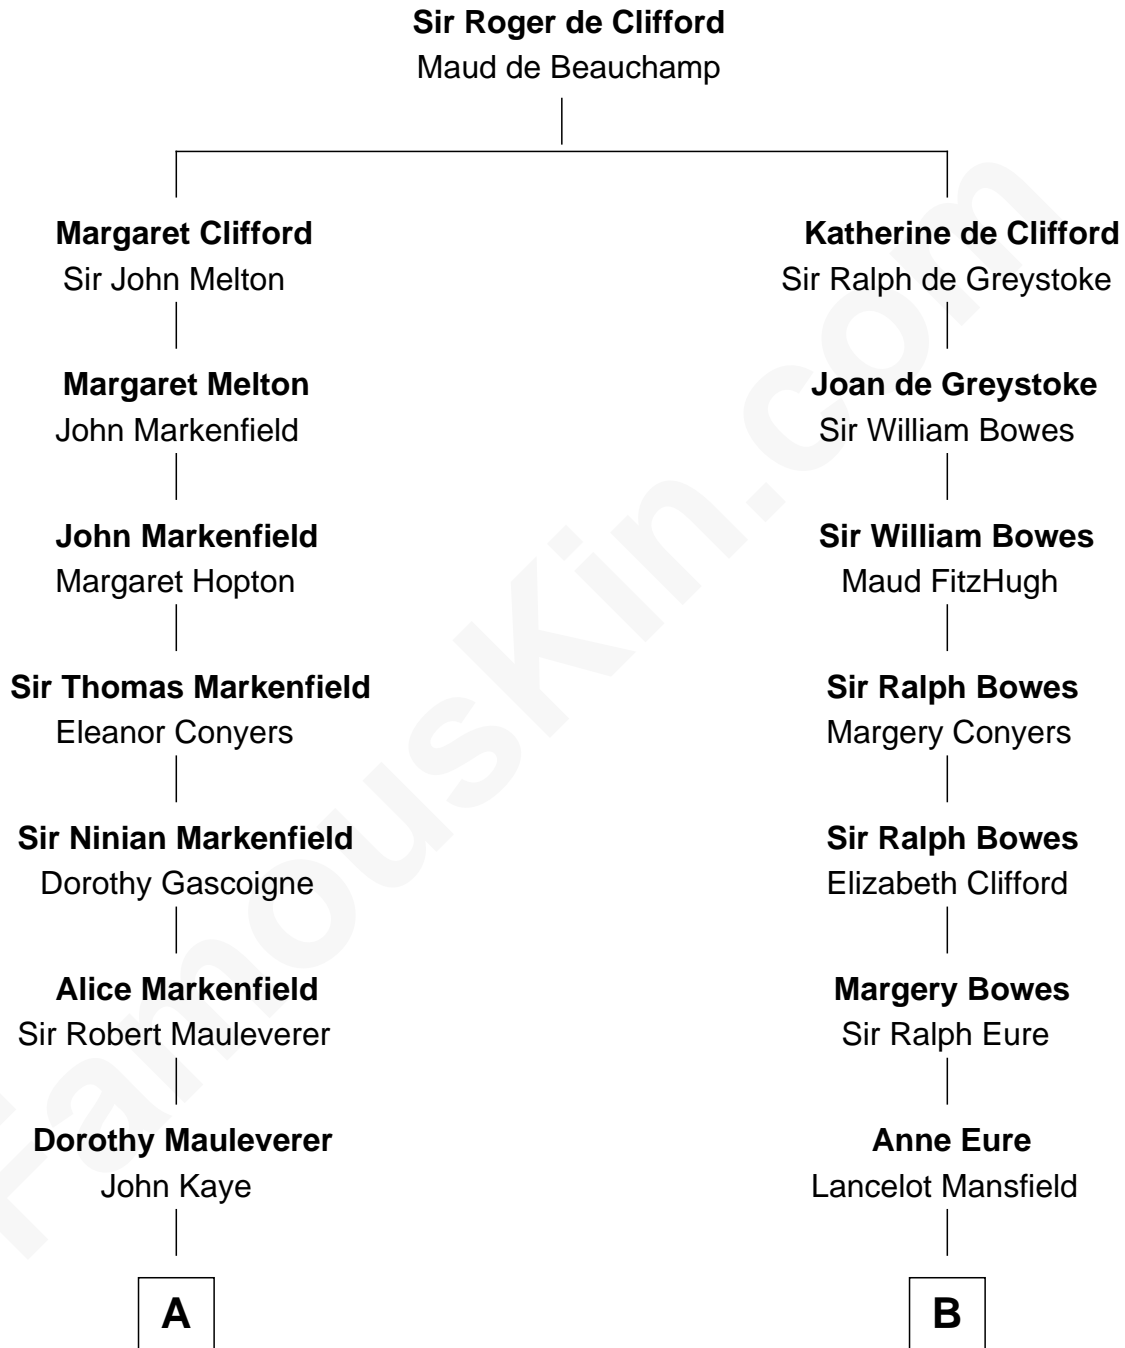 Sir Roger de Clifford
Maud de Beauchamp
Margaret Clifford
Sir John Melton
Katherine de Clifford
Sir Ralph de Greystoke
Margaret Melton
John Markenfield
Joan de Greystoke
Sir William Bowes
John Markenfield
Margaret Hopton
Sir William Bowes
Maud FitzHugh
Sir Thomas Markenfield
Eleanor Conyers
Sir Ralph Bowes
Margery Conyers
Sir Ninian Markenfield
Dorothy Gascoigne
Sir Ralph Bowes
Elizabeth Clifford
Alice Markenfield
Sir Robert Mauleverer
Margery Bowes
Sir Ralph Eure
Dorothy Mauleverer
John Kaye
Anne Eure
Lancelot Mansfield
A
B
FamousKin.com